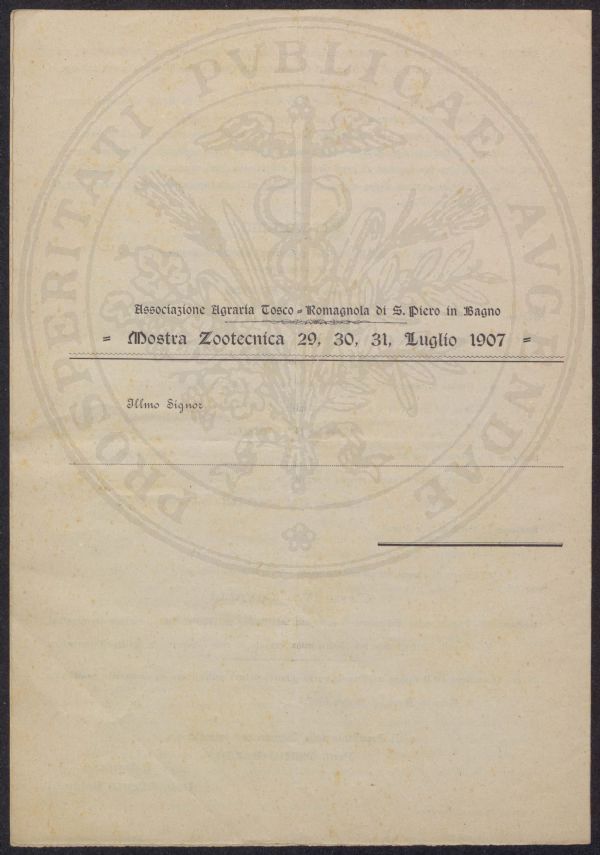 PROSPERITATI PVBLICAE AVGENDAE
Associazione Agraria Tosco=Romagnola di S. Piero in Bagno
= Mostra Zootecnica 29, 30, 31, Luglio 1907 =
Illmo Signor